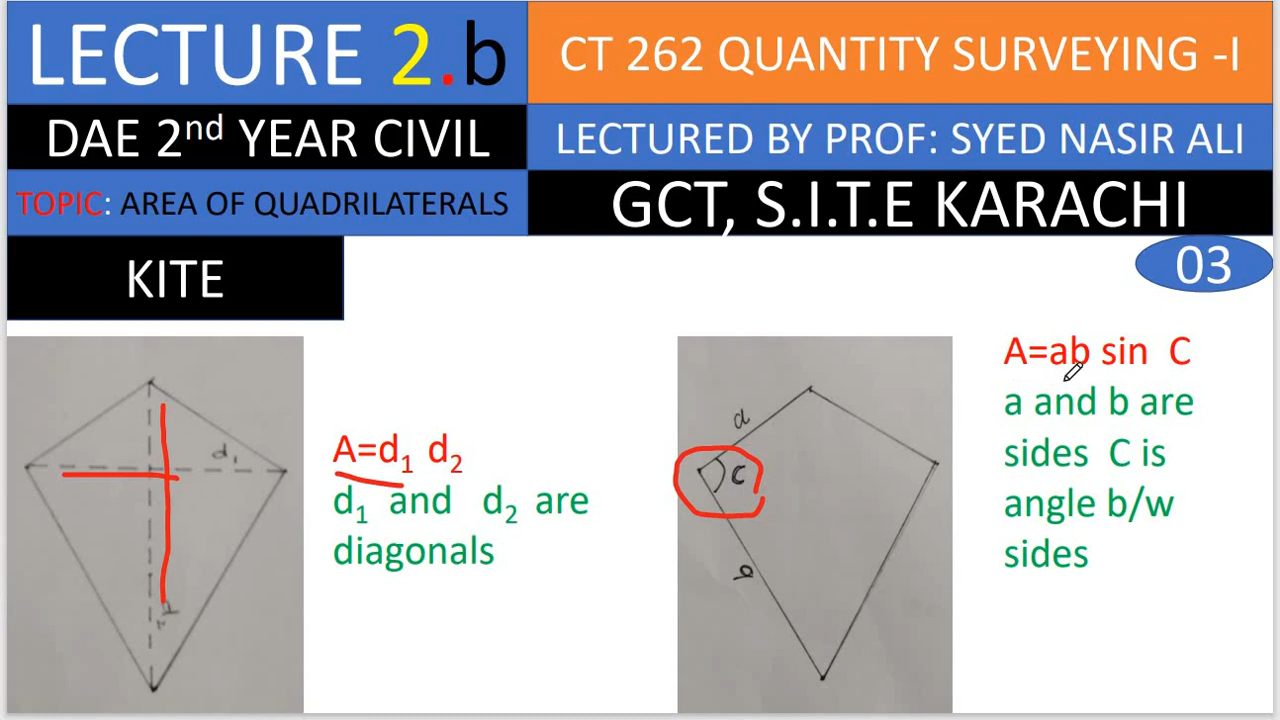 LECTURE 2.b
CT 262 QUANTITY SURVEYING -I
DAE 2nd YEAR CIVIL
LECTURED BY PROF: SYED NASIR ALI
TOPIC: AREA OF QUADRILATERALS
GCT, S.I.T.E KARACHI
KITE
03
d1
A=d1 d2
d1 and d2 are
diagonals
a
C
b
A=ab sin C
a and b are
sides C is
angle b/w
sides